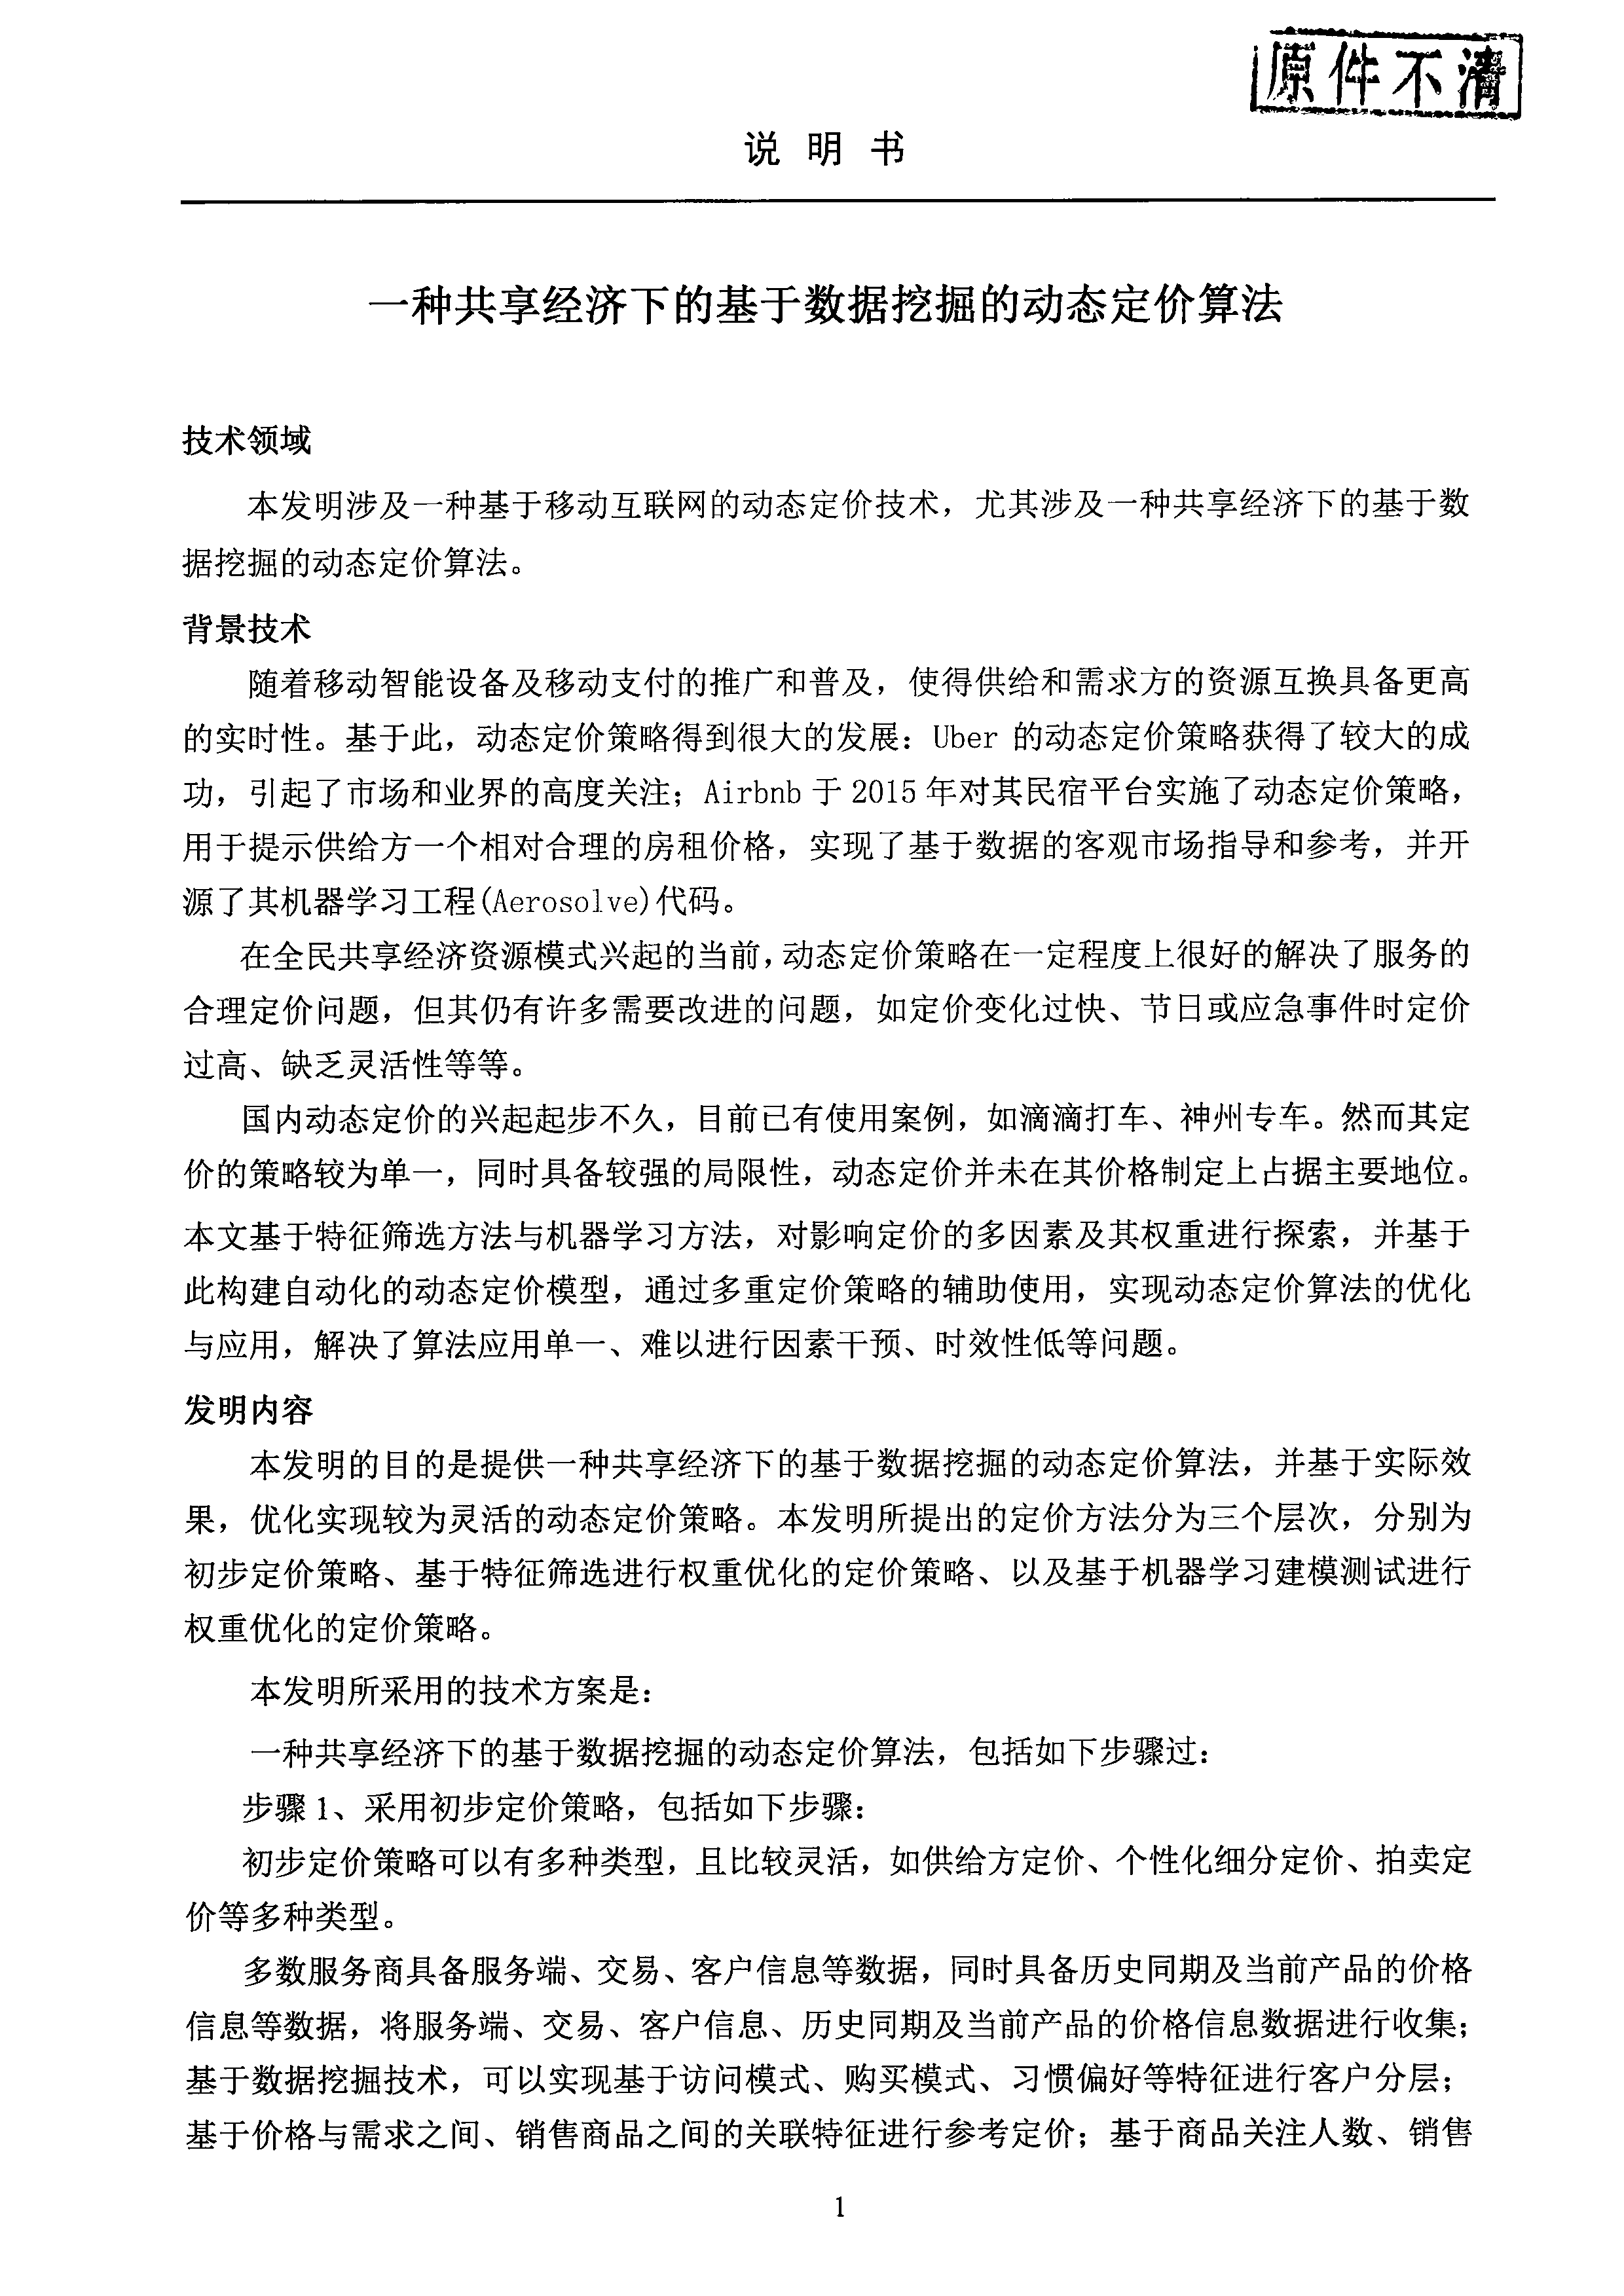 原件不清
说明书
一种共享经济下的基于数据挖掘的动态定价算法
技术领域
本发明涉及一种基于移动互联网的动态定价技术，尤其涉及一种共享经济下的基于数
据挖掘的动态定价算法。
背景技术
随着移动智能设备及移动支付的推广和普及，使得供给和需求方的资源互换具备更高
的实时性。基于此，动态定价策略得到很大的发展：Uber 的动态定价策略获得了较大的成
功，引起了市场和业界的高度关注；Airbnb 于 2015 年对其民宿平台实施了动态定价策略，
用于提示供给方一个相对合理的房租价格，实现了基于数据的客观市场指导和参考，并开
源了其机器学习工程(Aerosolve)代码。
在全民共享经济资源模式兴起的当前，动态定价策略在一定程度上很好的解决了服务的
合理定价问题，但其仍有许多需要改进的问题，如定价变化过快、节日或应急事件时定价
过高、缺乏灵活性等等。
国内动态定价的兴起起步不久，目前已有使用案例，如滴滴打车、神州专车。然而其定
价的策略较为单一，同时具备较强的局限性，动态定价并未在其价格制定上占据主要地位。
本文基于特征筛选方法与机器学习方法，对影响定价的多因素及其权重进行探索，并基于
此构建自动化的动态定价模型，通过多重定价策略的辅助使用，实现动态定价算法的优化
与应用，解决了算法应用单一、难以进行因素干预、时效性低等问题。
发明内容
本发明的目的是提供一种共享经济下的基于数据挖掘的动态定价算法，并基于实际效
果，优化实现较为灵活的动态定价策略。本发明所提出的定价方法分为三个层次，分别为
初步定价策略、基于特征筛选进行权重优化的定价策略、以及基于机器学习建模测试进行
权重优化的定价策略。
本发明所采用的技术方案是：
一种共享经济下的基于数据挖掘的动态定价算法，包括如下步骤过：
步骤 1、采用初步定价策略，包括如下步骤：
初步定价策略可以有多种类型，且比较灵活，如供给方定价、个性化细分定价、拍卖定
价等多种类型。
多数服务商具备服务端、交易、客户信息等数据，同时具备历史同期及当前产品的价格
信息等数据，将服务端、交易、客户信息、历史同期及当前产品的价格信息数据进行收集；
基于数据挖掘技术，可以实现基于访问模式、购买模式、习惯偏好等特征进行客户分层；
基于价格与需求之间、销售商品之间的关联特征进行参考定价；基于商品关注人数、销售
1